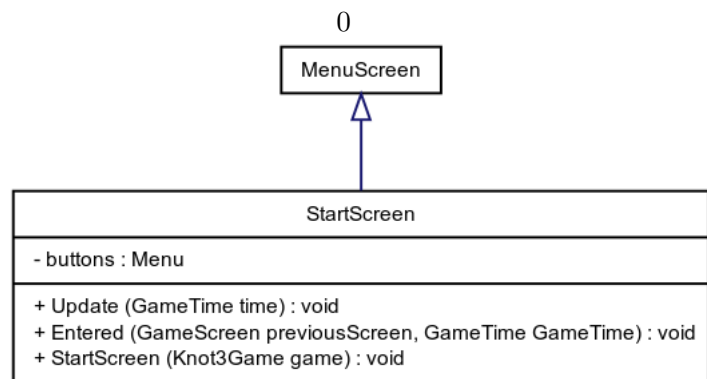 0
MenuScreen
StartScreen
- buttons : Menu
+ Update (GameTime time) : void
+ Entered (GameScreen previousScreen, GameTime GameTime) : void
+ StartScreen (Knot3Game game) : void